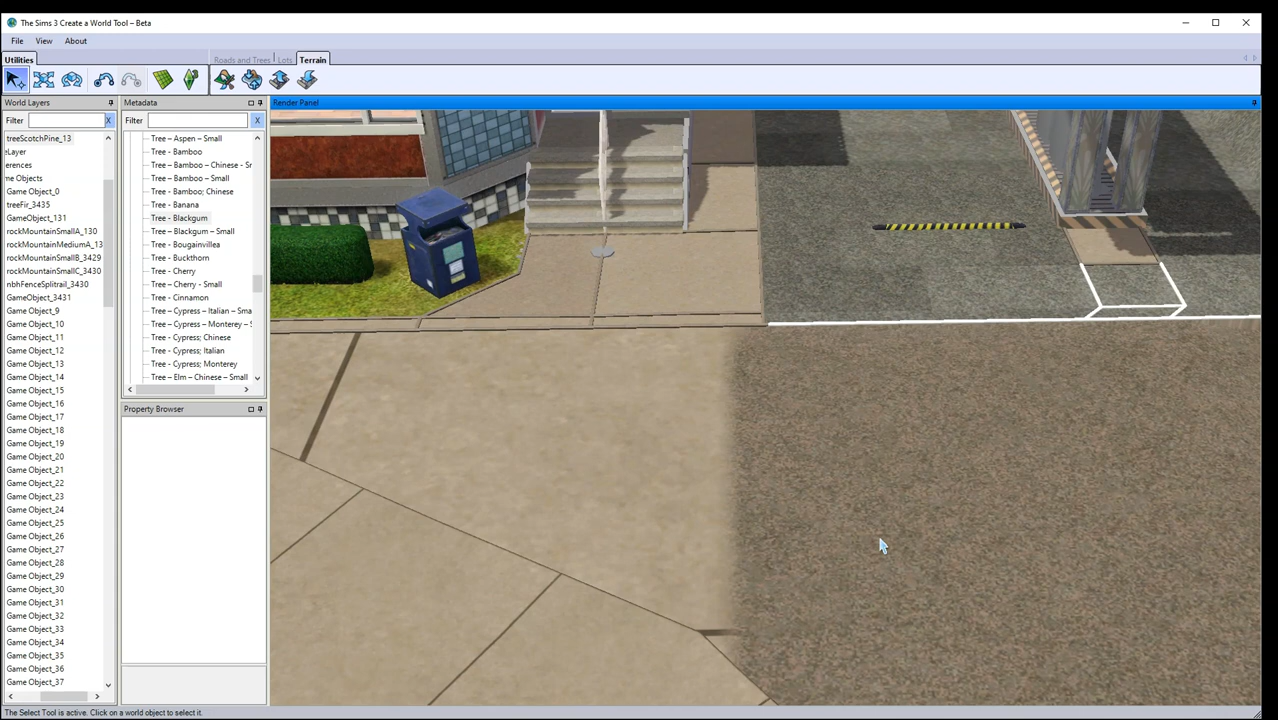 The Sims 3 Create a World Tool – Beta
File View About
Utilities Roads and Trees Lots Terrain
World Layers
Filter X
treeScotchPine_13
eLayer
erences
me Objects
Game Object_0
treeFir_3435
GameObject_131
rockMountainSmallA_130
rockMountainMediumA_13
rockMountainSmallB_3429
rockMountainSmallC_3430
nbhFenceSplitrail_3430
GameObject_3431
Game Object_9
Game Object_10
Game Object_11
Game Object_12
Game Object_13
Game Object_14
Game Object_15
Game Object_16
Game Object_17
Game Object_18
Game Object_19
Game Object_20
Game Object_21
Game Object_22
Game Object_23
Game Object_24
Game Object_25
Game Object_26
Game Object_27
Game Object_28
Game Object_29
Game Object_30
Game Object_31
Game Object_32
Game Object_33
Game Object_34
Game Object_35
Game Object_36
Game Object_37
Metadata
Filter X
Tree – Aspen – Small
Tree - Bamboo
Tree – Bamboo – Chinese - Sr
Tree – Bamboo – Small
Tree - Bamboo; Chinese
Tree - Banana
Tree - Blackgum
Tree – Blackgum – Small
Tree - Bougainvillea
Tree - Buckthorn
Tree - Cherry
Tree – Cherry - Small
Tree - Cinnamon
Tree – Cypress – Italian – Sma
Tree – Cypress – Monterey – S
Tree - Cypress; Chinese
Tree - Cypress; Italian
Tree - Cypress; Monterey
Tree – Elm – Chinese – Small
Property Browser
Render Panel
The Select Tool is active. Click on a world object to select it.